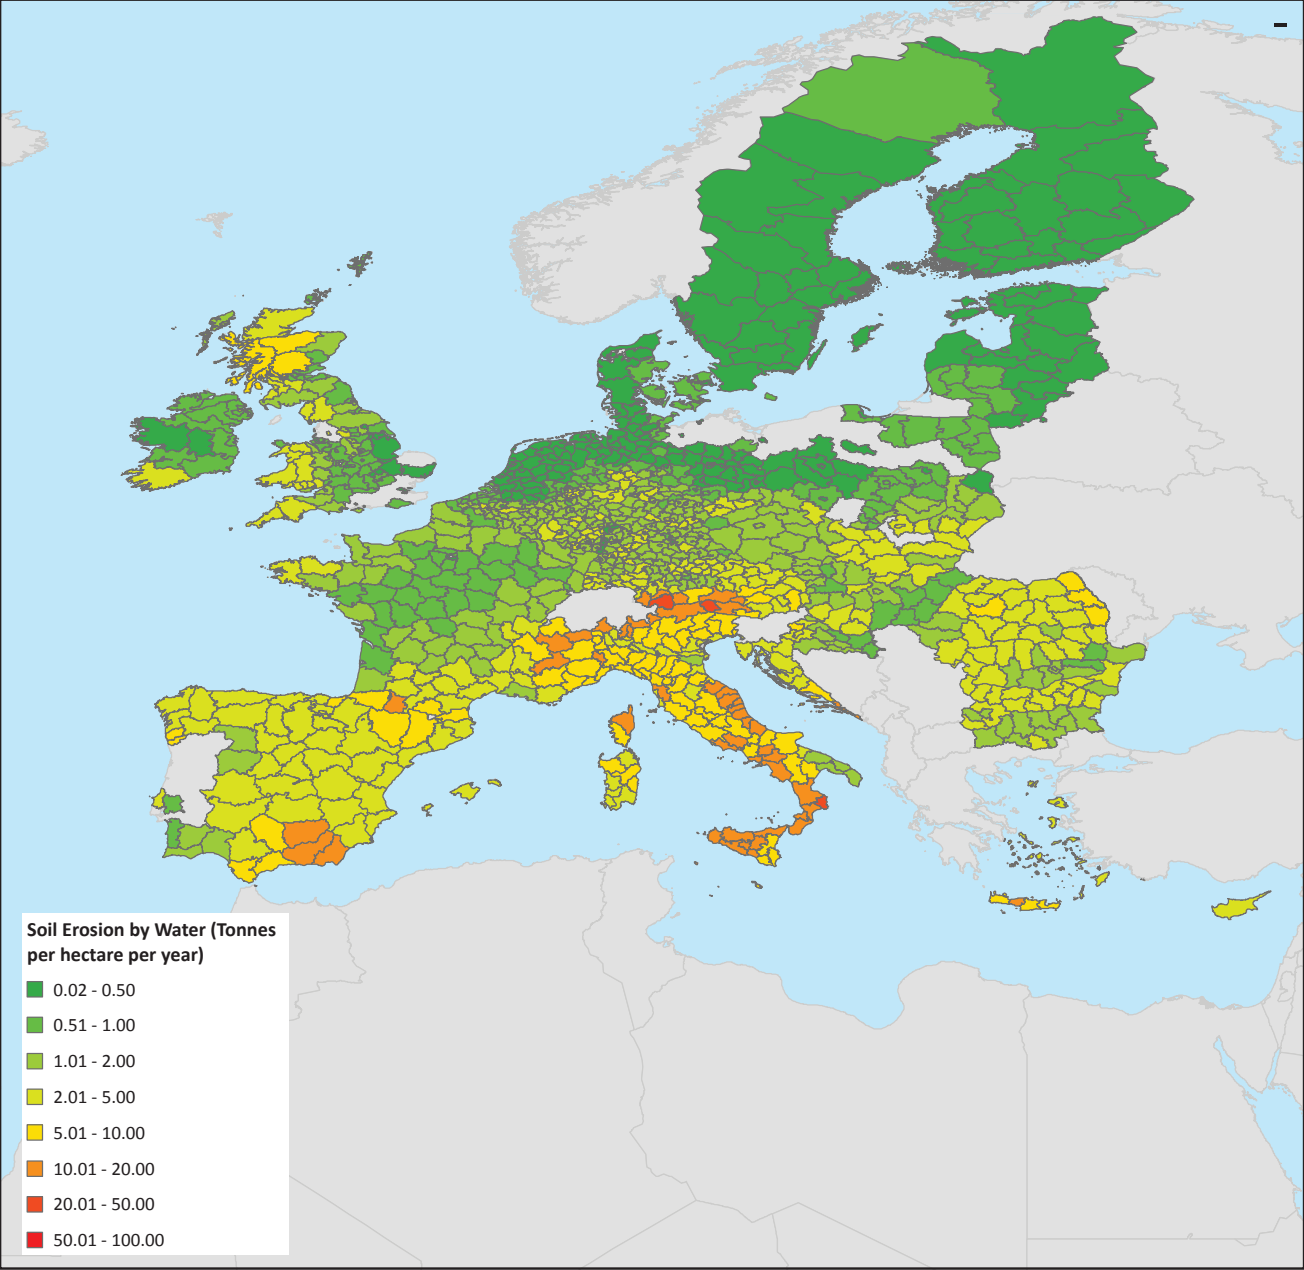 Soil Erosion by Water (Tonnes
per hectare per year)
0.02 - 0.50
0.51 - 1.00
1.01 - 2.00
2.01 - 5.00
5.01 - 10.00
10.01 - 20.00
20.01 - 50.00
50.01 - 100.00